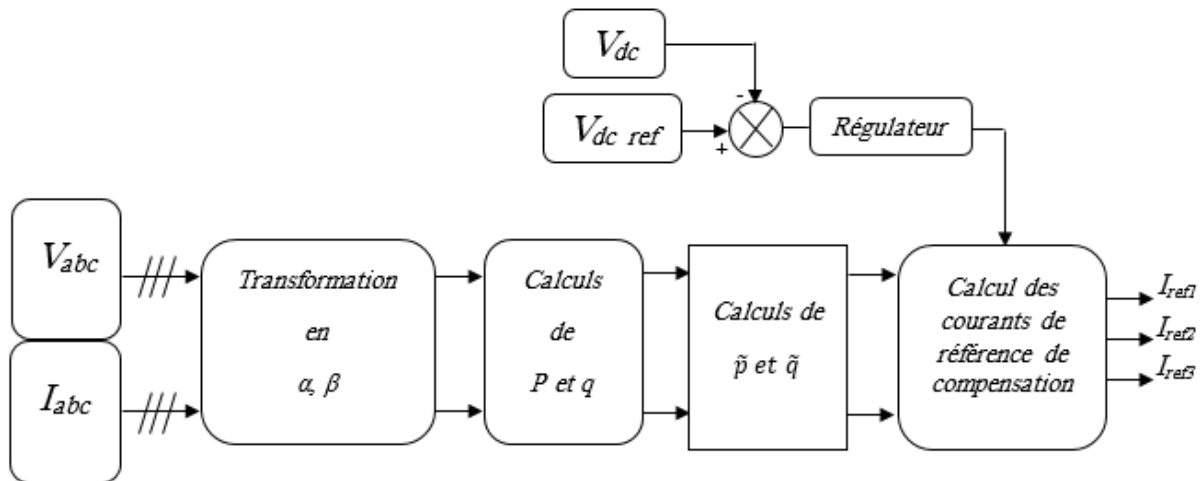 V_dc
-
V_dc ref
+
Régulateur
V_abc
I_abc
Transformation
en
α, β
Calculs
de
P et q
Calculs de
p̃ et q̃
Calcul des
courants de
référence de
compensation
I_ref1
I_ref2
I_ref3